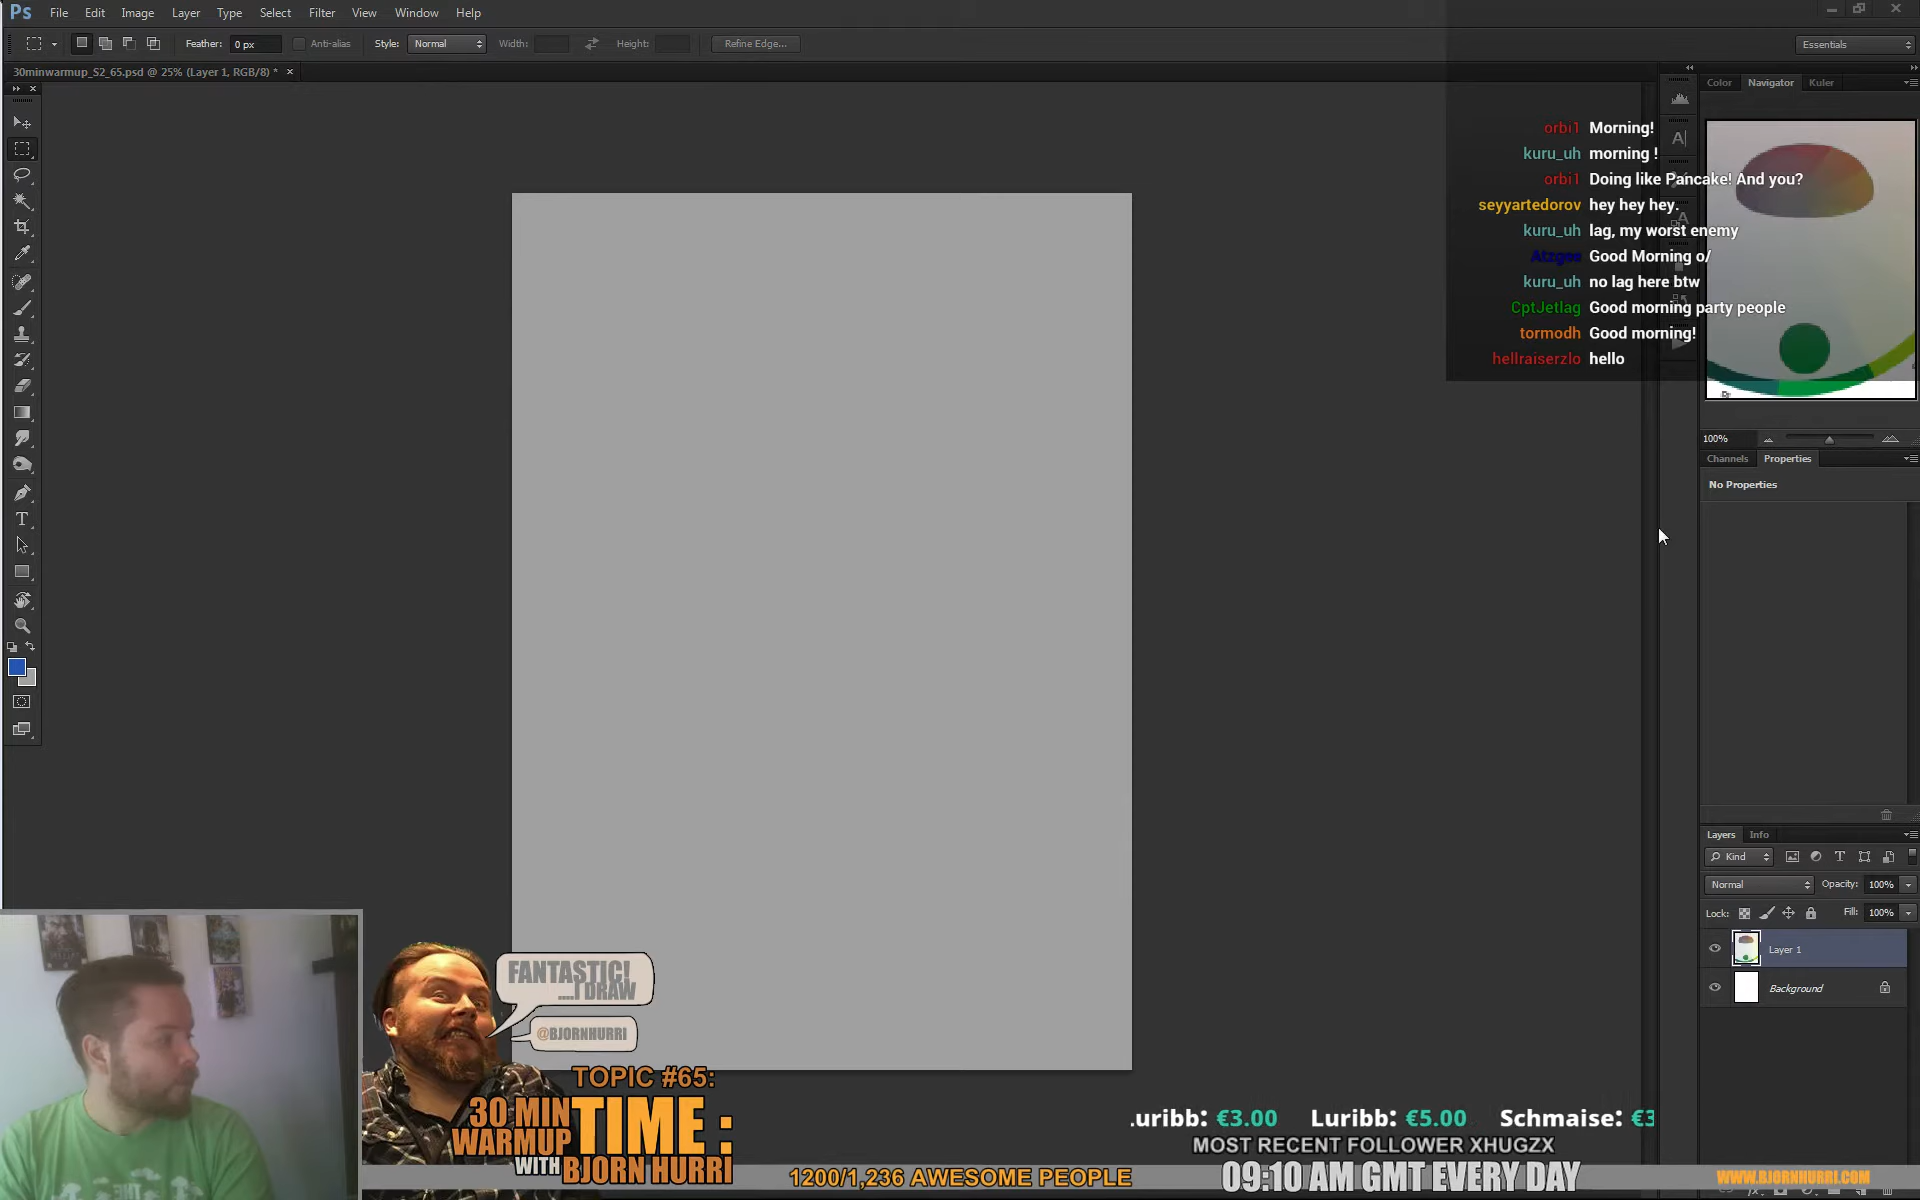 Ps File Edit Image Layer Type Select Filter View Window Help
Feather: 0 px Anti-alias Style: Normal Width: Height: Refine Edge... Essentials
30minwarmup_S2_65.psd @ 25% (Layer 1, RGB/8) *
Color Navigator Kuler
orbi1 Morning!
kuru_uh morning !
orbi1 Doing like Pancake! And you?
seyyartedorov hey hey hey.
kuru_uh lag, my worst enemy
Atzgee Good Morning o/
kuru_uh no lag here btw
CptJetlag Good morning party people
tormodh Good morning!
hellraiserzlo hello
100%
Channels Properties
No Properties
Layers Info
Kind
Normal Opacity: 100%
Lock: Fill: 100%
Layer 1
Background
FANTASTIC!
....I DRAW
@BJORNHURRI
TOPIC #65:
30 MIN
WARMUP
TIME :
WITH BJORN HURRI
.uribb: €3.00 Luribb: €5.00 Schmaise: €3
MOST RECENT FOLLOWER XHUGZX
1200/1,236 AWESOME PEOPLE
09:10 AM GMT EVERY DAY
WWW.BJORNHURRI.COM